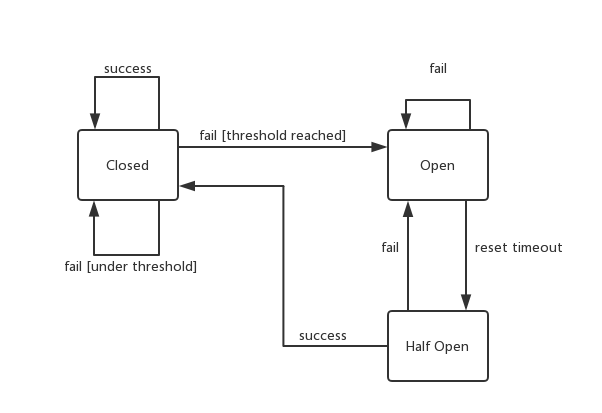 success
fail
fail [threshold reached]
Closed
Open
fail
reset timeout
fail [under threshold]
success
Half Open